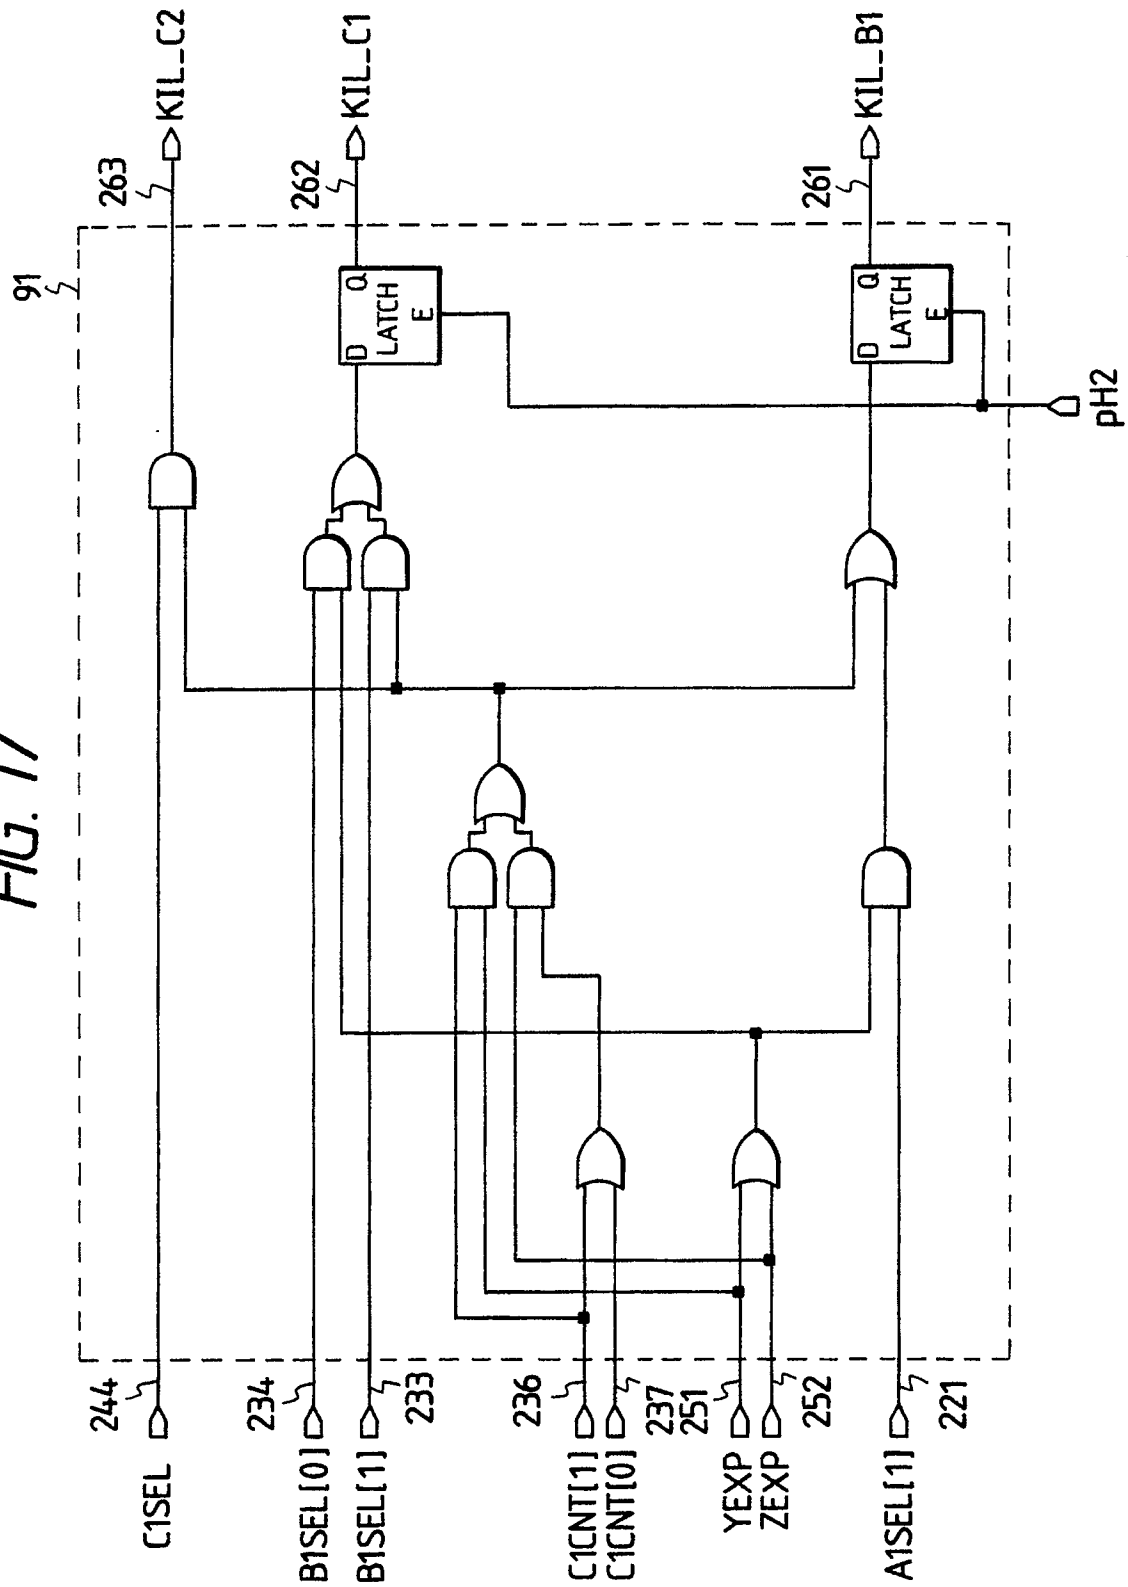 FIG. 17
91
C1SEL
244
263
KIL_C2
B1SEL[0]
234
B1SEL[1]
233
D
Q
LATCH
E
262
KIL_C1
C1CNT[1]
236
C1CNT[0]
237
YEXP
251
ZEXP
252
A1SEL[1]
221
D
Q
LATCH
E
261
KIL_B1
pH2